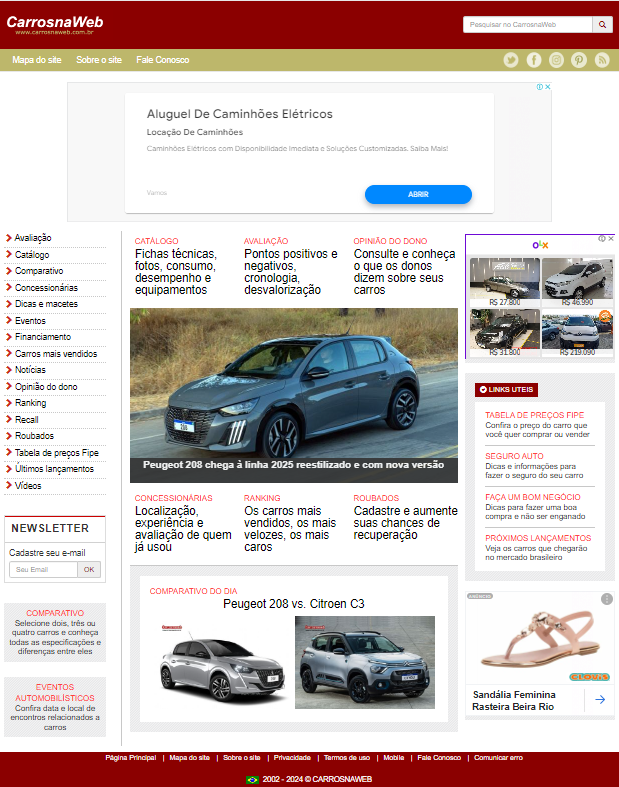 CarrosnaWeb
www.carrosnaweb.com.br
Pesquisar no CarrosnaWeb
Mapa do site
Sobre o site
Fale Conosco
Aluguel De Caminhões Elétricos
Locação De Caminhões
Caminhões Elétricos com Disponibilidade Imediata e Soluções Customizadas. Saiba Mais!
Vamos
ABRIR
Avaliação
Catálogo
Comparativo
Concessionárias
Dicas e macetes
Eventos
Financiamento
Carros mais vendidos
Notícias
Opinião do dono
Ranking
Recall
Roubados
Tabela de preços Fipe
Últimos lançamentos
Vídeos
NEWSLETTER
Cadastre seu e-mail
Seu Email
OK
COMPARATIVO
Selecione dois, três ou
quatro carros e conheça
todas as especificações e
diferenças entre eles
EVENTOS
AUTOMOBILÍSTICOS
Confira data e local de
encontros relacionados a
carros
CATÁLOGO
Fichas técnicas,
fotos, consumo,
desempenho e
equipamentos
AVALIAÇÃO
Pontos positivos e
negativos,
cronologia,
desvalorização
OPINIÃO DO DONO
Consulte e conheça
o que os donos
dizem sobre seus
carros
Peugeot 208 chega à linha 2025 reestilizado e com nova versão
CONCESSIONÁRIAS
Localização,
experiência e
avaliação de quem
já usou
RANKING
Os carros mais
vendidos, os mais
velozes, os mais
caros
ROUBADOS
Cadastre e aumente
suas chances de
recuperação
COMPARATIVO DO DIA
Peugeot 208 vs. Citroen C3
olx
R$ 27.800
R$ 46.990
R$ 31.800
R$ 219.090
LINKS UTEIS
TABELA DE PREÇOS FIPE
Confira o preço do carro que
você quer comprar ou vender
SEGURO AUTO
Dicas e informações para
fazer o seguro do seu carro
FAÇA UM BOM NEGÓCIO
Dicas para fazer uma boa
compra e não ser enganado
PRÓXIMOS LANÇAMENTOS
Veja os carros que chegarão
no mercado brasileiro
ANÚNCIO
Sandália Feminina
Rasteira Beira Rio
Página Principal | Mapa do site | Sobre o site | Privacidade | Termos de uso | Mobile | Fale Conosco | Comunicar erro
2002 - 2024 © CARROSNAWEB